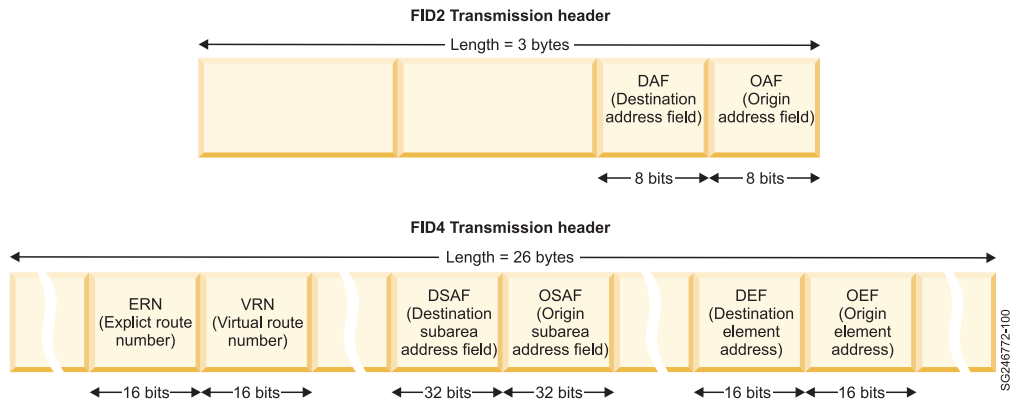 FID2 Transmission header
Length = 3 bytes
DAF
(Destination
address field)
OAF
(Origin
address field)
8 bits
8 bits
FID4 Transmission header
Length = 26 bytes
ERN
(Explict route
number)
VRN
(Virtual route
number)
DSAF
(Destination
subarea
address field)
OSAF
(Origin
subarea
address field)
DEF
(Destination
element
address)
OEF
(Origin
element
address)
16 bits
16 bits
32 bits
32 bits
16 bits
16 bits
SG246772-100